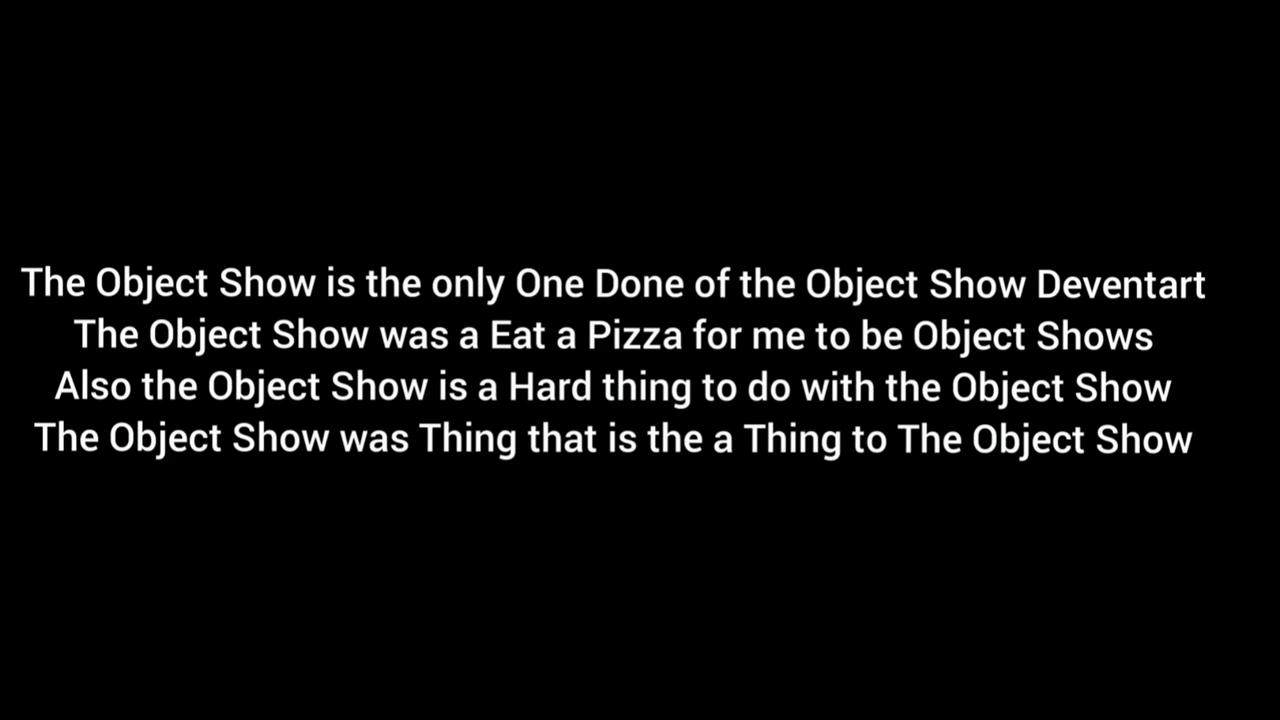 The Object Show is the only One Done of the Object Show Deventart
The Object Show was a Eat a Pizza for me to be Object Shows
Also the Object Show is a Hard thing to do with the Object Show
The Object Show was Thing that is the a Thing to The Object Show